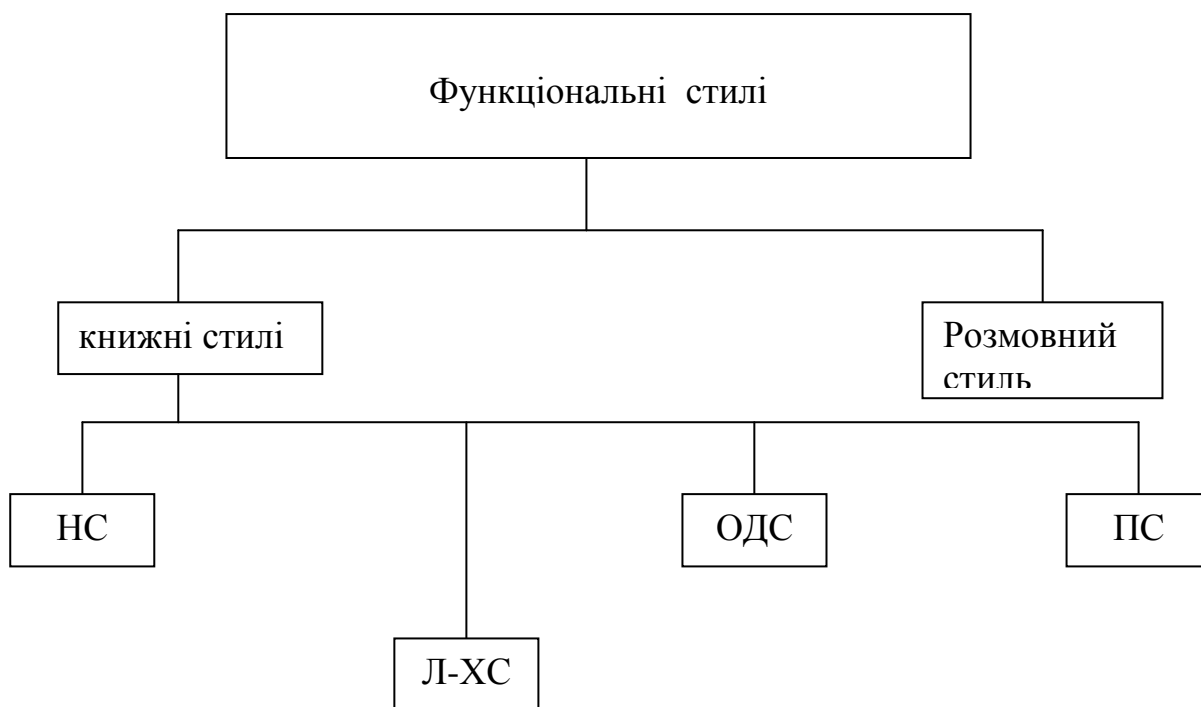 Функціональні стилі
книжні стилі
Розмовний
стиль
НС
ОДС
ПС
Л-ХС